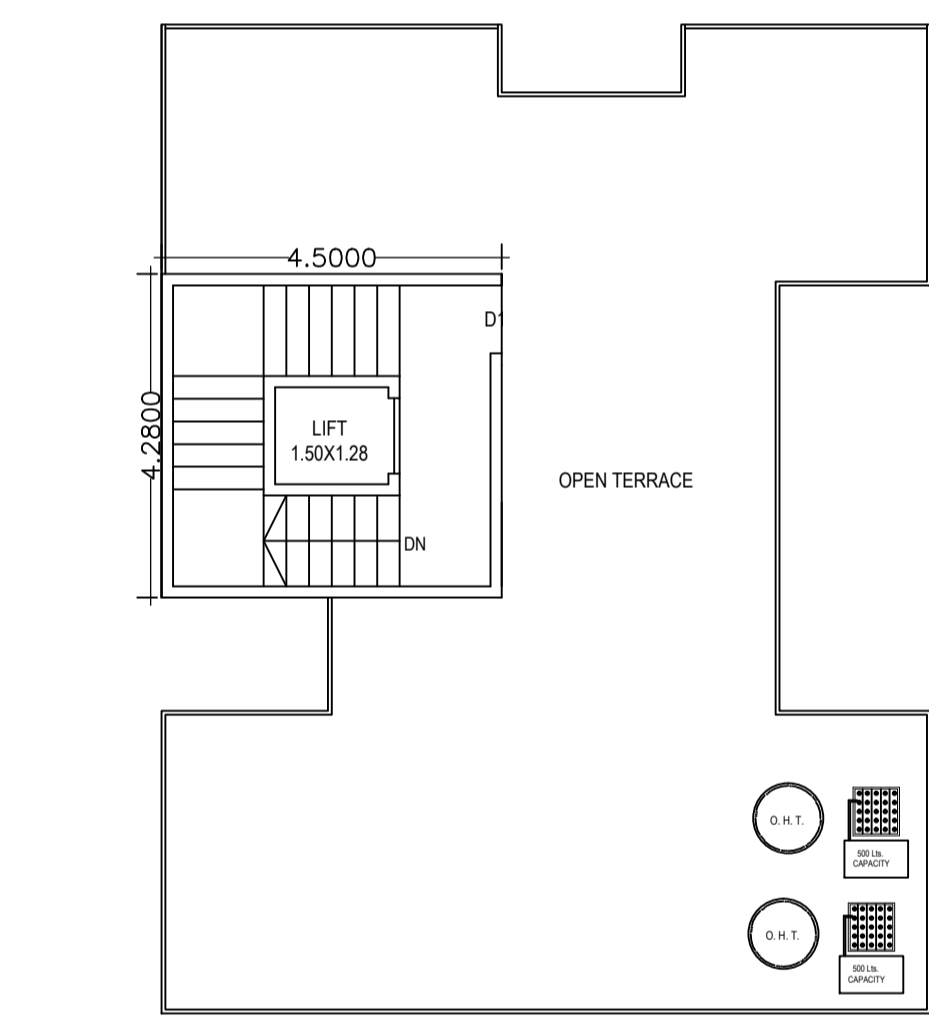 4.5000
D1
4.2800
LIFT
1.50X1.28
OPEN TERRACE
DN
O. H. T.
500 Lts.
CAPACITY
O. H. T.
500 Lts.
CAPACITY